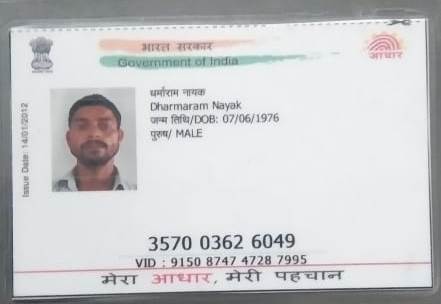 भारत सरकार
Government of India
आधार
Issue Date: 14/01/2012
धर्माराम नायक
Dharmaram Nayak
जन्म तिथि/DOB: 07/06/1976
पुरुष/ MALE
3570 0362 6049
VID : 9150 8747 4728 7995
मेरा आधार, मेरी पहचान